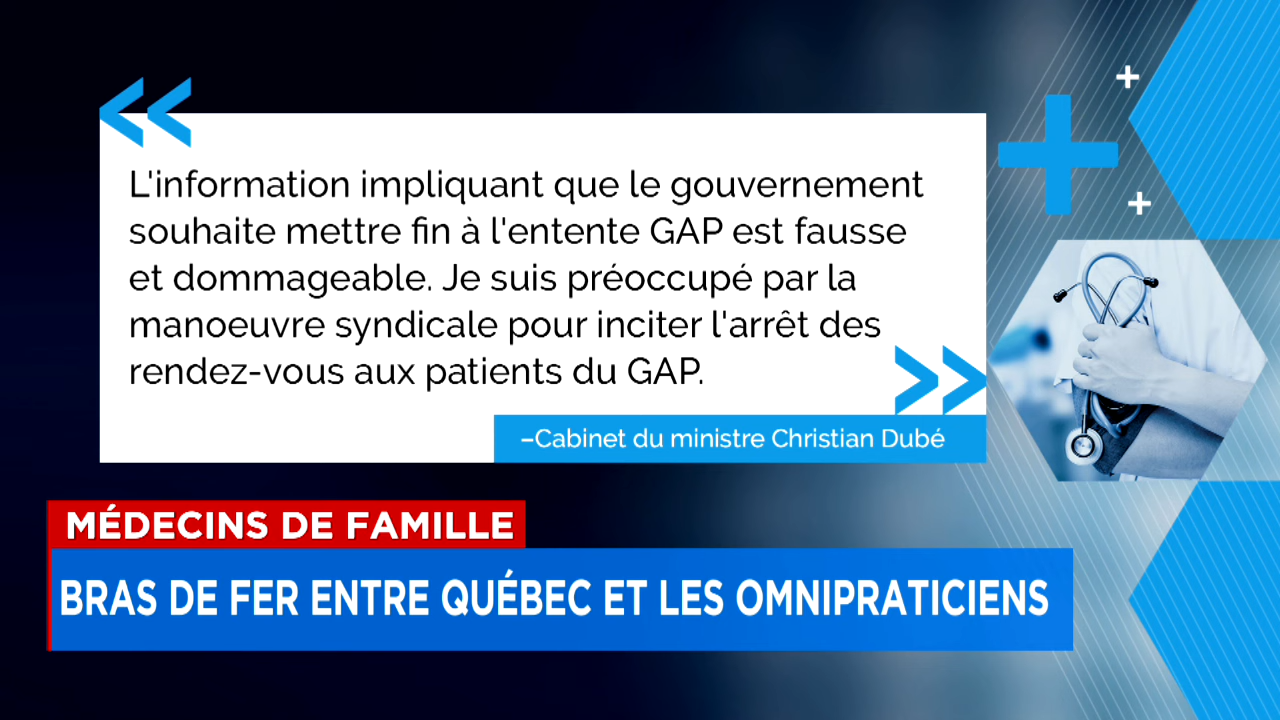 L'information impliquant que le gouvernement
souhaite mettre fin à l'entente GAP est fausse
et dommageable. Je suis préoccupé par la
manoeuvre syndicale pour inciter l'arrêt des
rendez-vous aux patients du GAP.
–Cabinet du ministre Christian Dubé
MÉDECINS DE FAMILLE
BRAS DE FER ENTRE QUÉBEC ET LES OMNIPRATICIENS